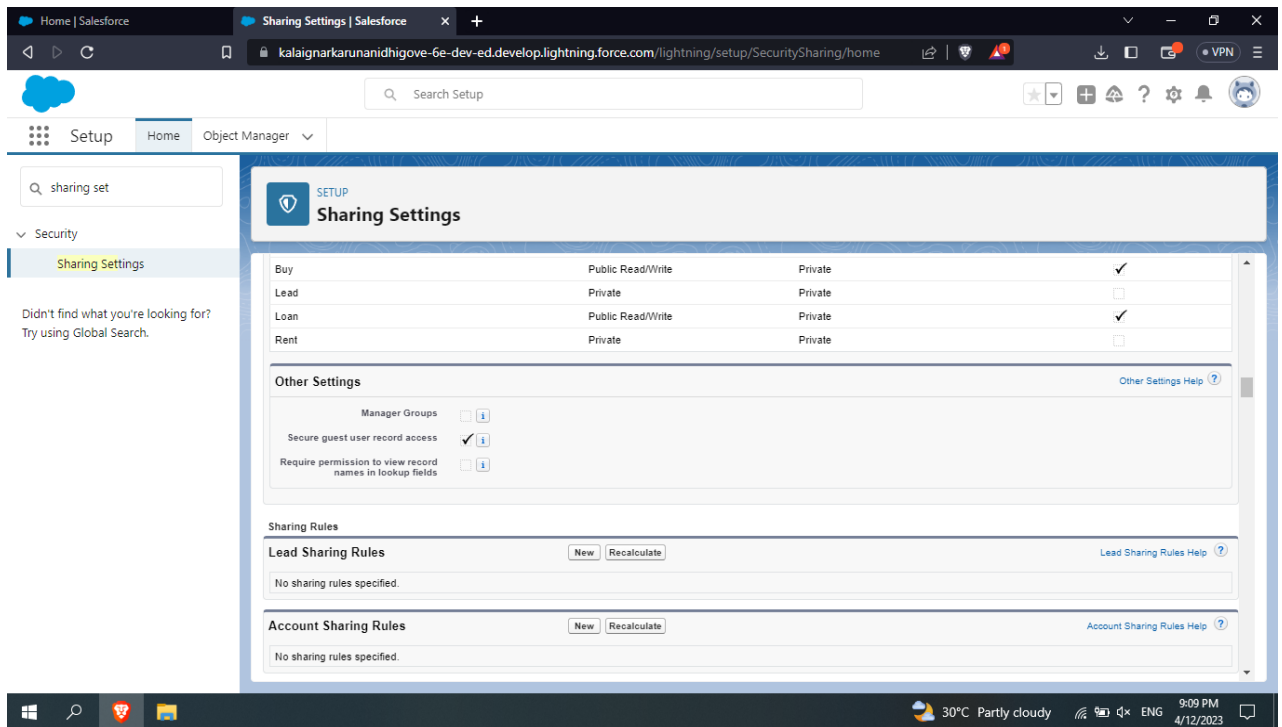 Home | Salesforce
Sharing Settings | Salesforce
kalaignarkarunanidhigove-6e-dev-ed.develop.lightning.force.com/lightning/setup/SecuritySharing/home
VPN
Search Setup
Setup
Home
Object Manager
sharing set
Security
Sharing Settings
Didn't find what you're looking for?
Try using Global Search.
SETUP
Sharing Settings
Buy Public Read/Write Private
Lead Private Private
Loan Public Read/Write Private
Rent Private Private
Other Settings Other Settings Help ?
Manager Groups i
Secure guest user record access i
Require permission to view record i
names in lookup fields
Sharing Rules
Lead Sharing Rules New Recalculate Lead Sharing Rules Help ?
No sharing rules specified.
Account Sharing Rules New Recalculate Account Sharing Rules Help ?
No sharing rules specified.
30°C Partly cloudy ENG
9:09 PM
4/12/2023